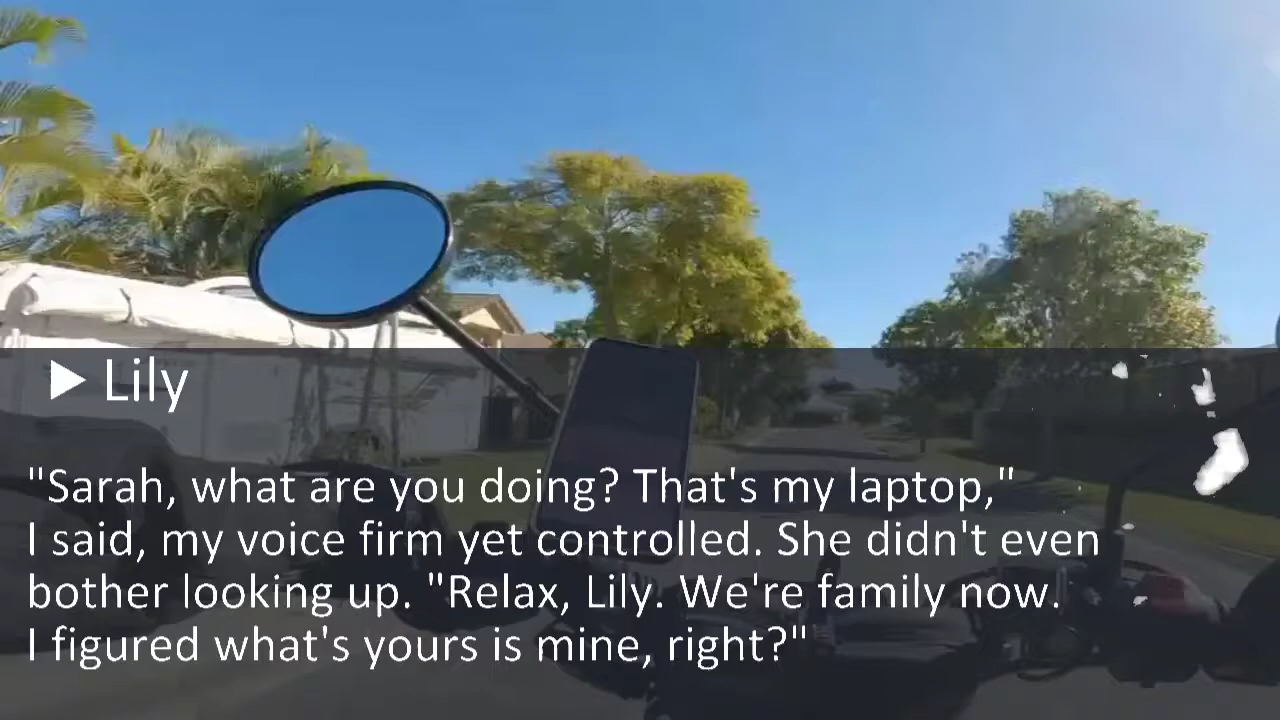 ▶ Lily
"Sarah, what are you doing? That's my laptop,"
I said, my voice firm yet controlled. She didn't even
bother looking up. "Relax, Lily. We're family now.
I figured what's yours is mine, right?"